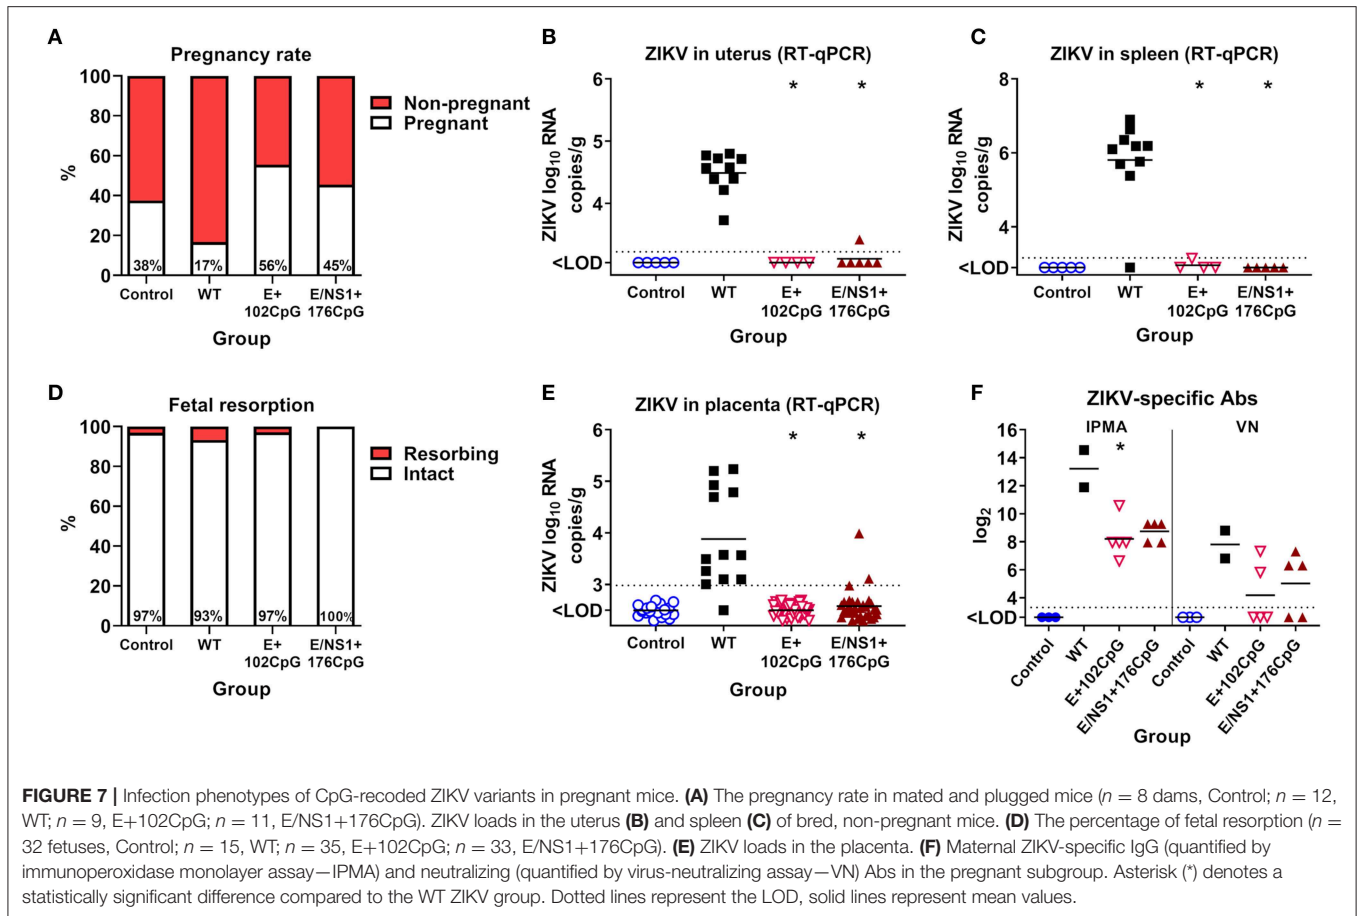 A
Pregnancy rate
100
80
60
40
20
0
%
Non-pregnant
Pregnant
38%
17%
56%
45%
Control
WT
E+
102CpG
E/NS1+
176CpG
Group
B
ZIKV in uterus (RT-qPCR)
ZIKV log10 RNA
copies/g
6
5
4
<LOD
*
*
Control
WT
E+
102CpG
E/NS1+
176CpG
Group
C
ZIKV in spleen (RT-qPCR)
ZIKV log10 RNA
copies/g
8
6
4
<LOD
*
*
Control
WT
E+
102CpG
E/NS1+
176CpG
Group
D
Fetal resorption
100
80
60
40
20
0
%
Resorbing
Intact
97%
93%
97%
100%
Control
WT
E+
102CpG
E/NS1+
176CpG
Group
E
ZIKV in placenta (RT-qPCR)
ZIKV log10 RNA
copies/g
6
5
4
3
<LOD
*
*
Control
WT
E+
102CpG
E/NS1+
176CpG
Group
F
ZIKV-specific Abs
IPMA
VN
log2
16
14
12
10
8
6
4
<LOD
*
Control
WT
E+102CpG
E/NS1+176CpG
Control
WT
E+102CpG
E/NS1+176CpG
Group
FIGURE 7 | Infection phenotypes of CpG-recoded ZIKV variants in pregnant mice. (A) The pregnancy rate in mated and plugged mice (n = 8 dams, Control; n = 12,
WT; n = 9, E+102CpG; n = 11, E/NS1+176CpG). ZIKV loads in the uterus (B) and spleen (C) of bred, non-pregnant mice. (D) The percentage of fetal resorption (n =
32 fetuses, Control; n = 15, WT; n = 35, E+102CpG; n = 33, E/NS1+176CpG). (E) ZIKV loads in the placenta. (F) Maternal ZIKV-specific IgG (quantified by
immunoperoxidase monolayer assay—IPMA) and neutralizing (quantified by virus-neutralizing assay—VN) Abs in the pregnant subgroup. Asterisk (*) denotes a
statistically significant difference compared to the WT ZIKV group. Dotted lines represent the LOD, solid lines represent mean values.